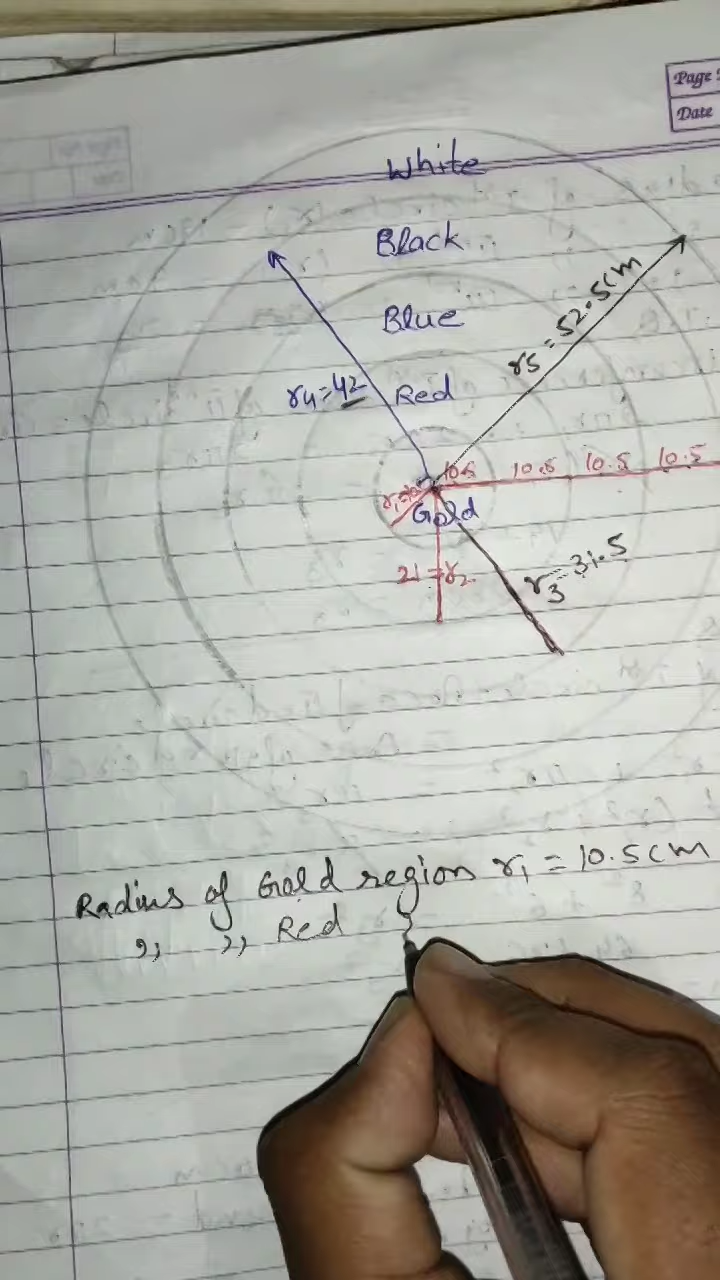 Page
Date
White
Black
Blue
r5 = 52.5cm
r4 = 42
Red
10.5 10.5 10.5 10.5
Gold
21 = r2
r3 = 31.5
Radius of Gold region r1 = 10.5cm
,, ,, Red